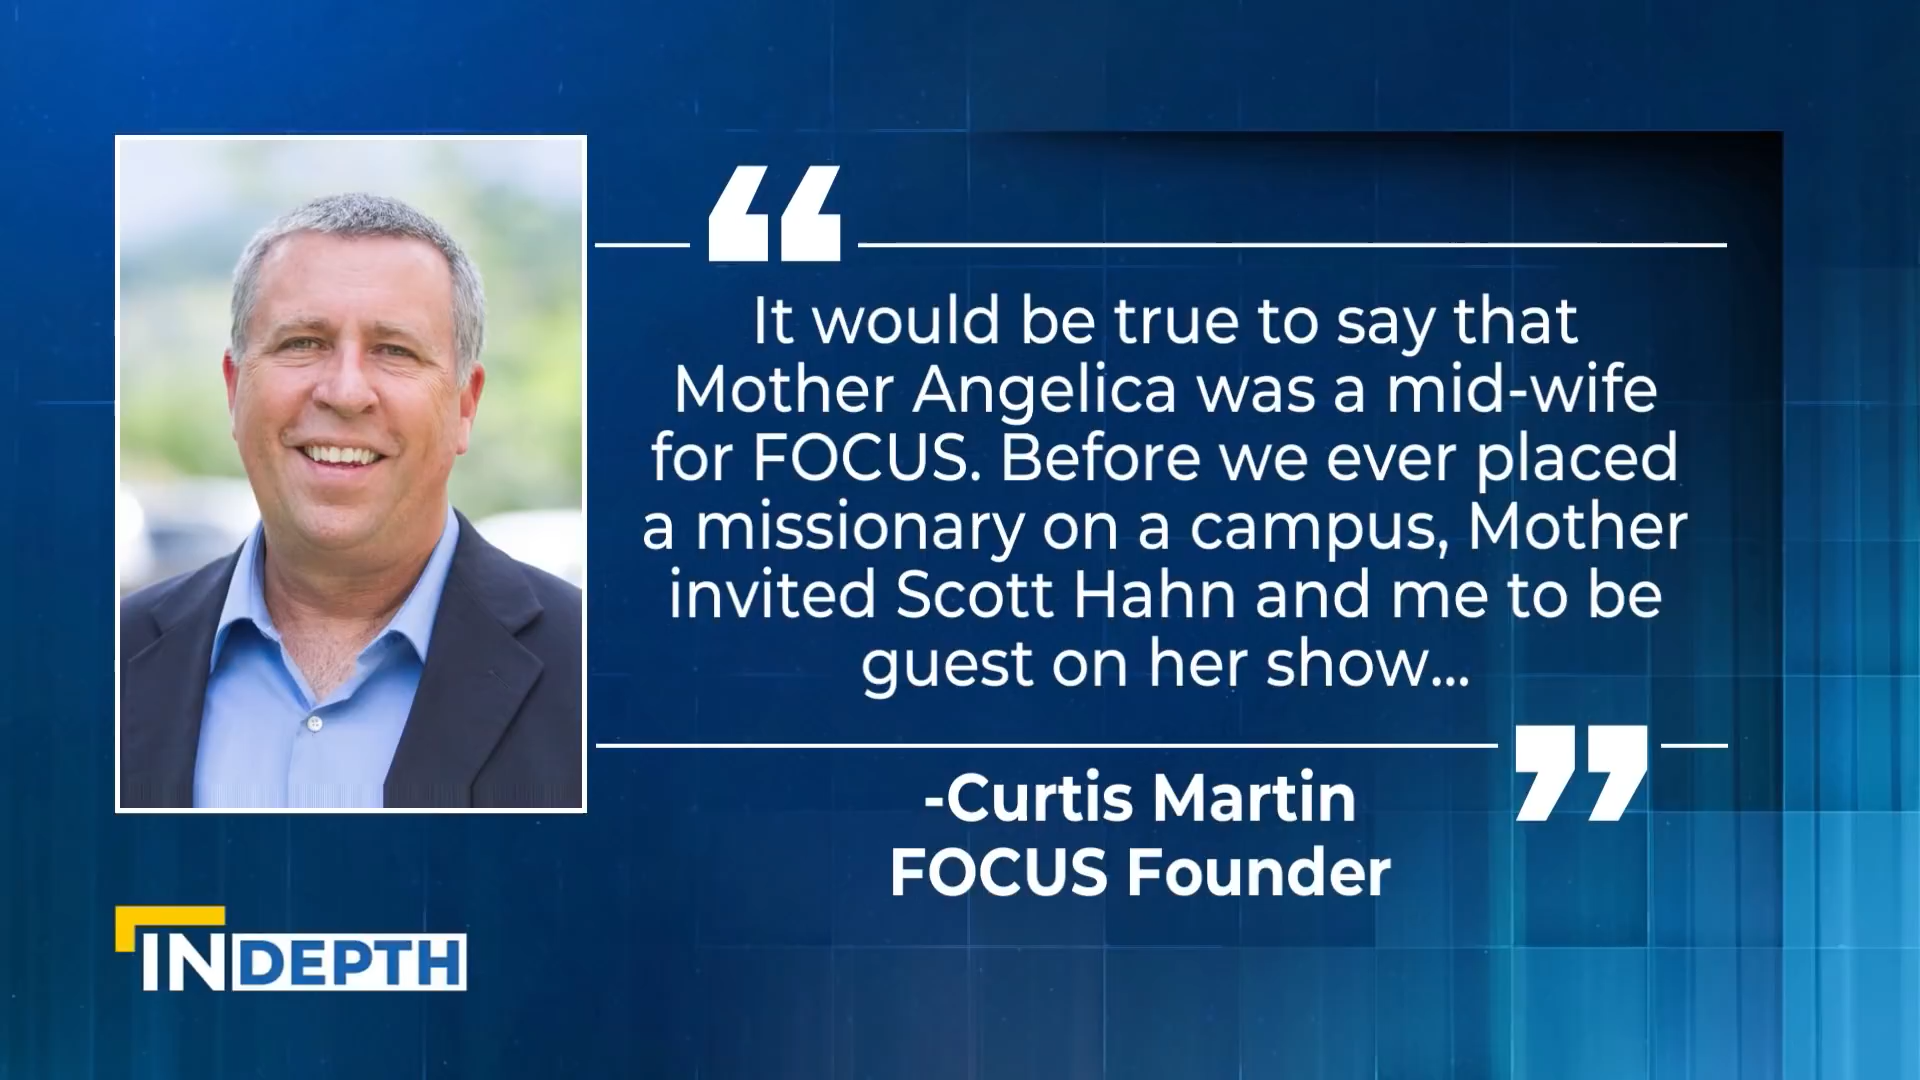 It would be true to say that
Mother Angelica was a mid-wife
for FOCUS. Before we ever placed
a missionary on a campus, Mother
invited Scott Hahn and me to be
guest on her show...
-Curtis Martin
FOCUS Founder
INDEPTH